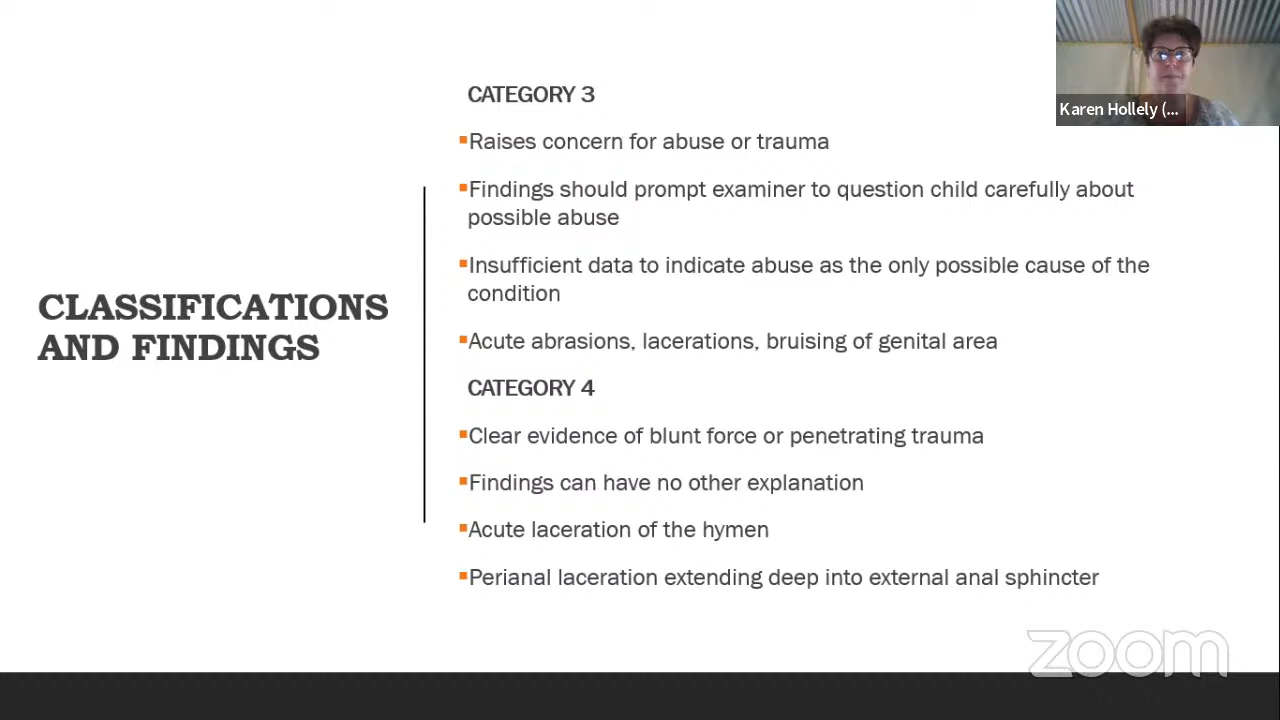 CATEGORY 3
Raises concern for abuse or trauma
Findings should prompt examiner to question child carefully about
possible abuse
Insufficient data to indicate abuse as the only possible cause of the
condition
Acute abrasions, lacerations, bruising of genital area
CLASSIFICATIONS
AND FINDINGS
CATEGORY 4
Clear evidence of blunt force or penetrating trauma
Findings can have no other explanation
Acute laceration of the hymen
Perianal laceration extending deep into external anal sphincter
Karen Hollely (...
zoom